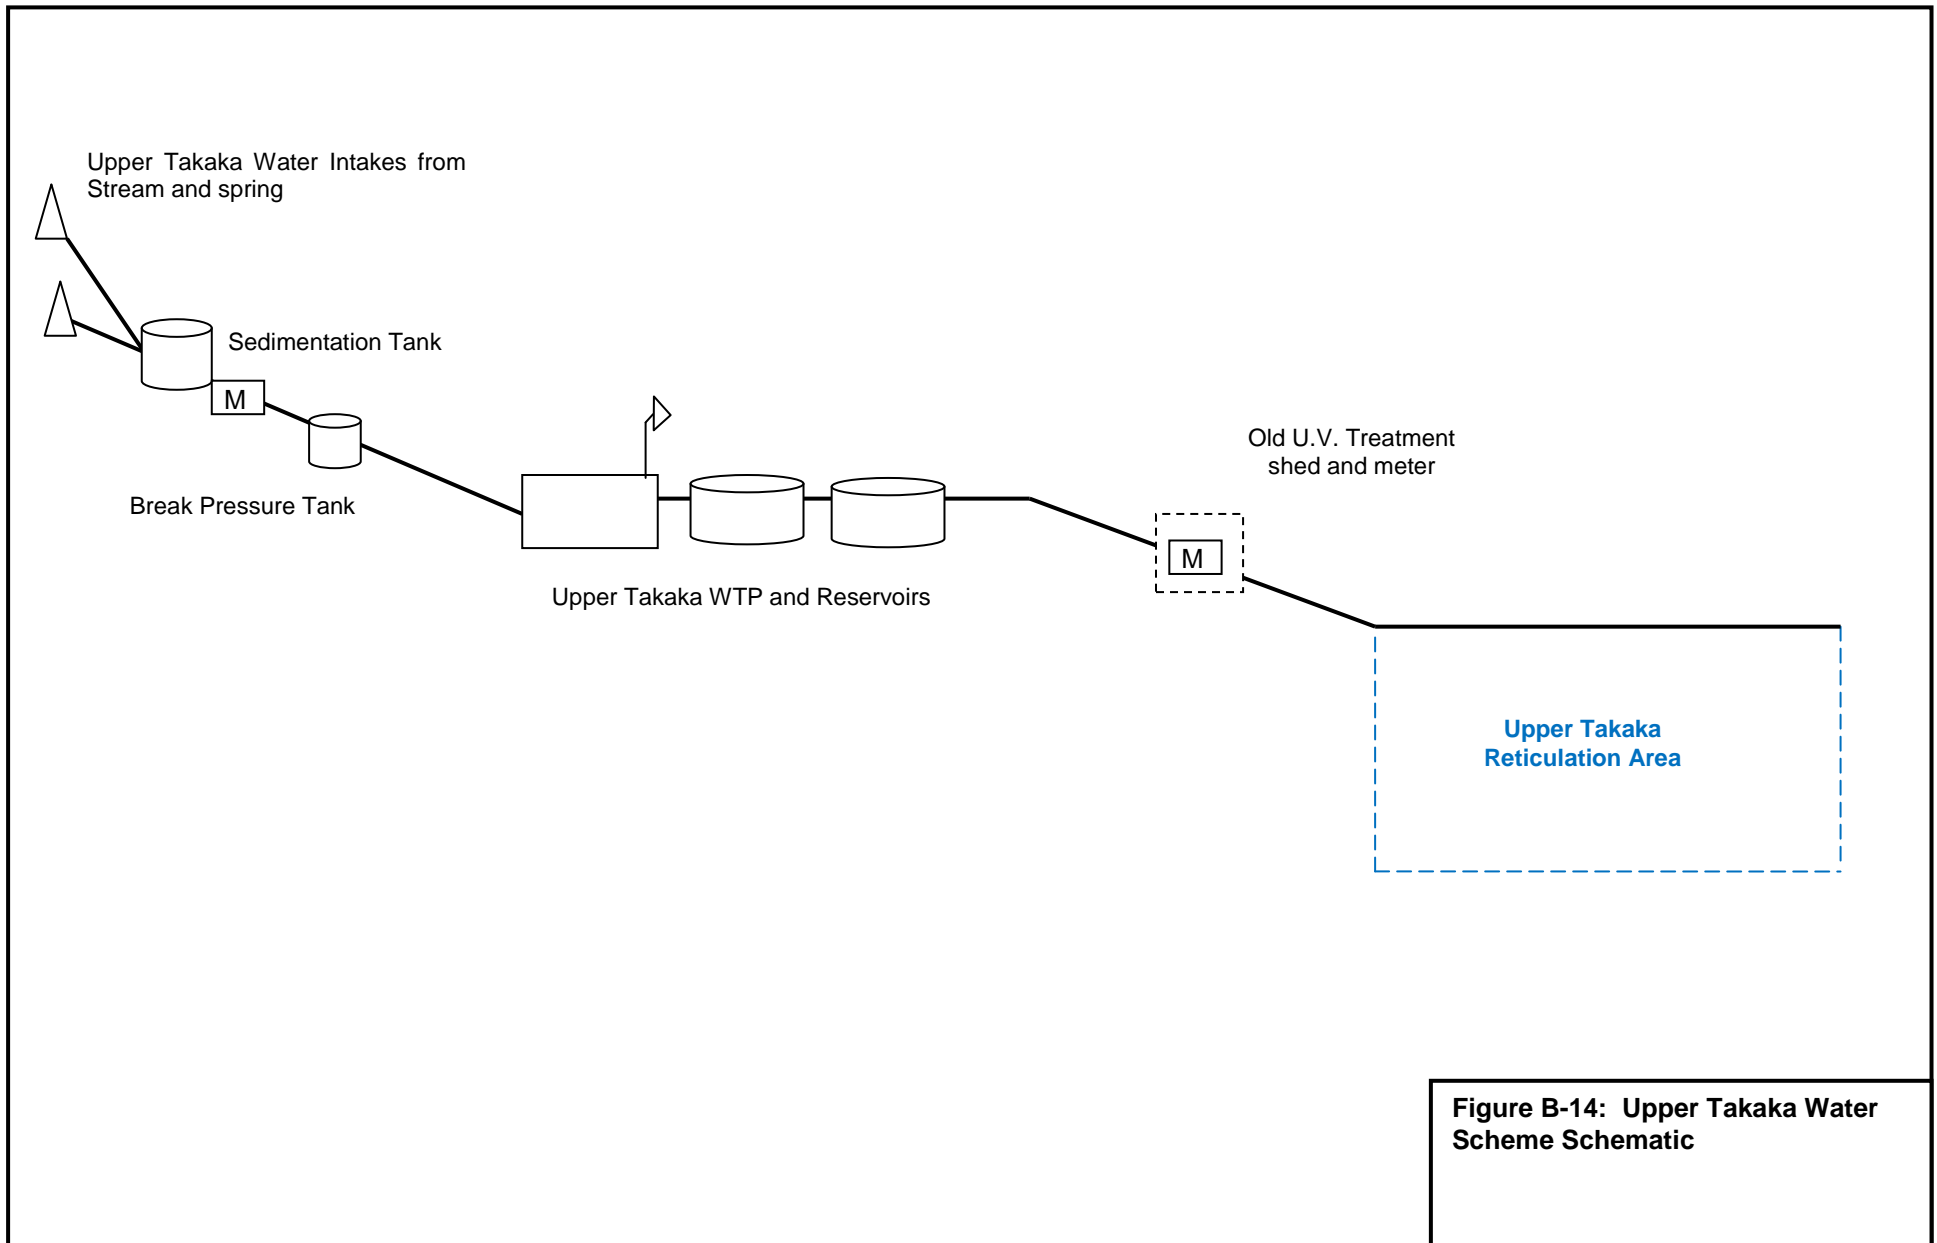 Upper Takaka Water Intakes from
Stream and spring
Sedimentation Tank
M
Break Pressure Tank
Upper Takaka WTP and Reservoirs
Old U.V. Treatment
shed and meter
M
Upper Takaka
Reticulation Area
Figure B-14: Upper Takaka Water
Scheme Schematic